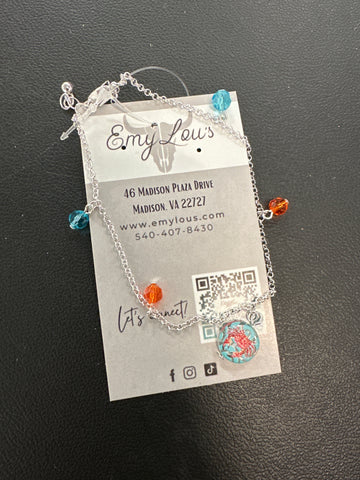 Emy Lou's
46 Madison Plaza Drive
Madison, VA 22727
www.emylous.com
540-407-8430
Let's Connect!